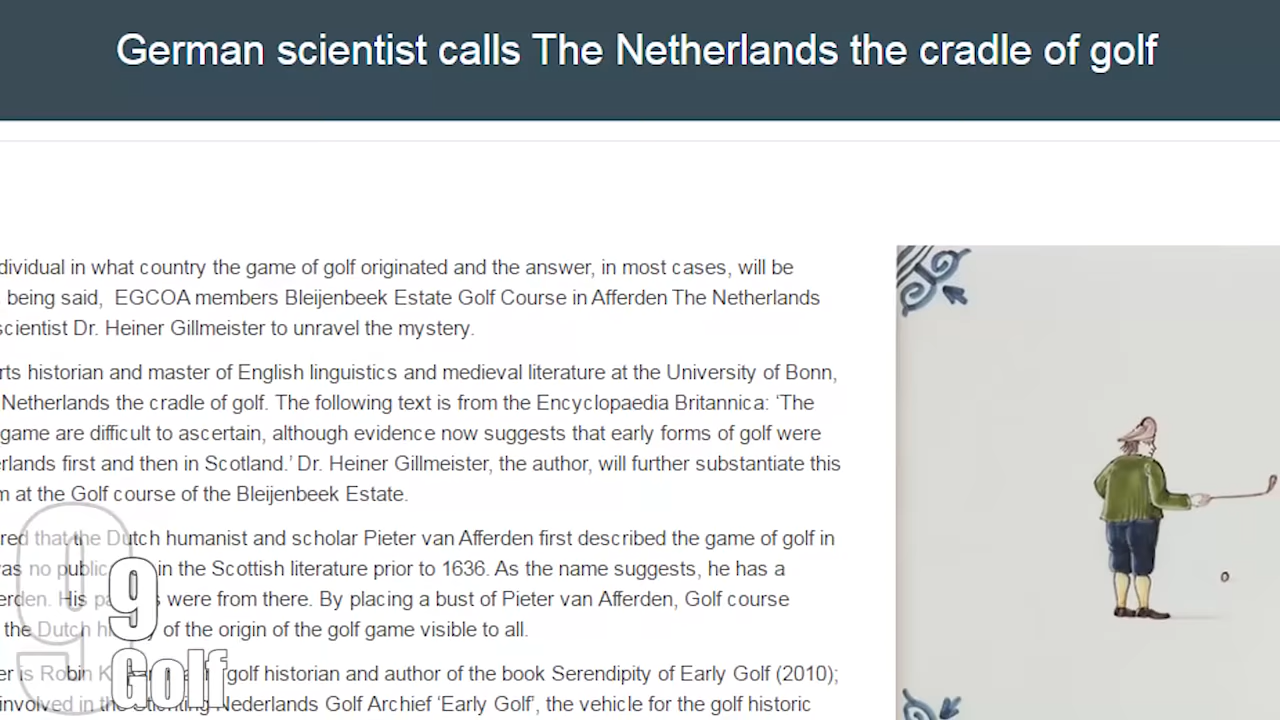 German scientist calls The Netherlands the cradle of golf
in what country the game of golf originated and the answer, in most cases, will be
being said, EGCOA members Bleijenbeek Estate Golf Course in Afferden The Netherlands
scientist Dr. Heiner Gillmeister to unravel the mystery.
historian and master of English linguistics and medieval literature at the University of Bonn,
Netherlands the cradle of golf. The following text is from the Encyclopaedia Britannica: ‘The
game are difficult to ascertain, although evidence now suggests that early forms of golf were
first and then in Scotland.’ Dr. Heiner Gillmeister, the author, will further substantiate this
at the Golf course of the Bleijenbeek Estate.
that the Dutch humanist and scholar Pieter van Afferden first described the game of golf in
no in the Scottish literature prior to 1636. As the name suggests, he has a
His were from there. By placing a bust of Pieter van Afferden, Golf course
the Dutch of the origin of the golf game visible to all.
is Robin golf historian and author of the book Serendipity of Early Golf (2010);
involved in Nederlands Golf Archief ‘Early Golf’, the vehicle for the golf historic
9
Golf